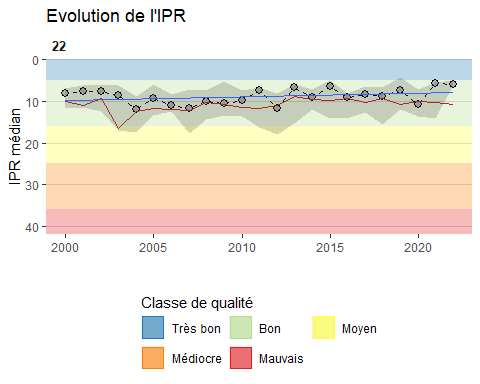 Evolution de l'IPR
22
IPR médian
0
10
20
30
40
2000
2005
2010
2015
2020
Classe de qualité
Très bon
Bon
Moyen
Médiocre
Mauvais